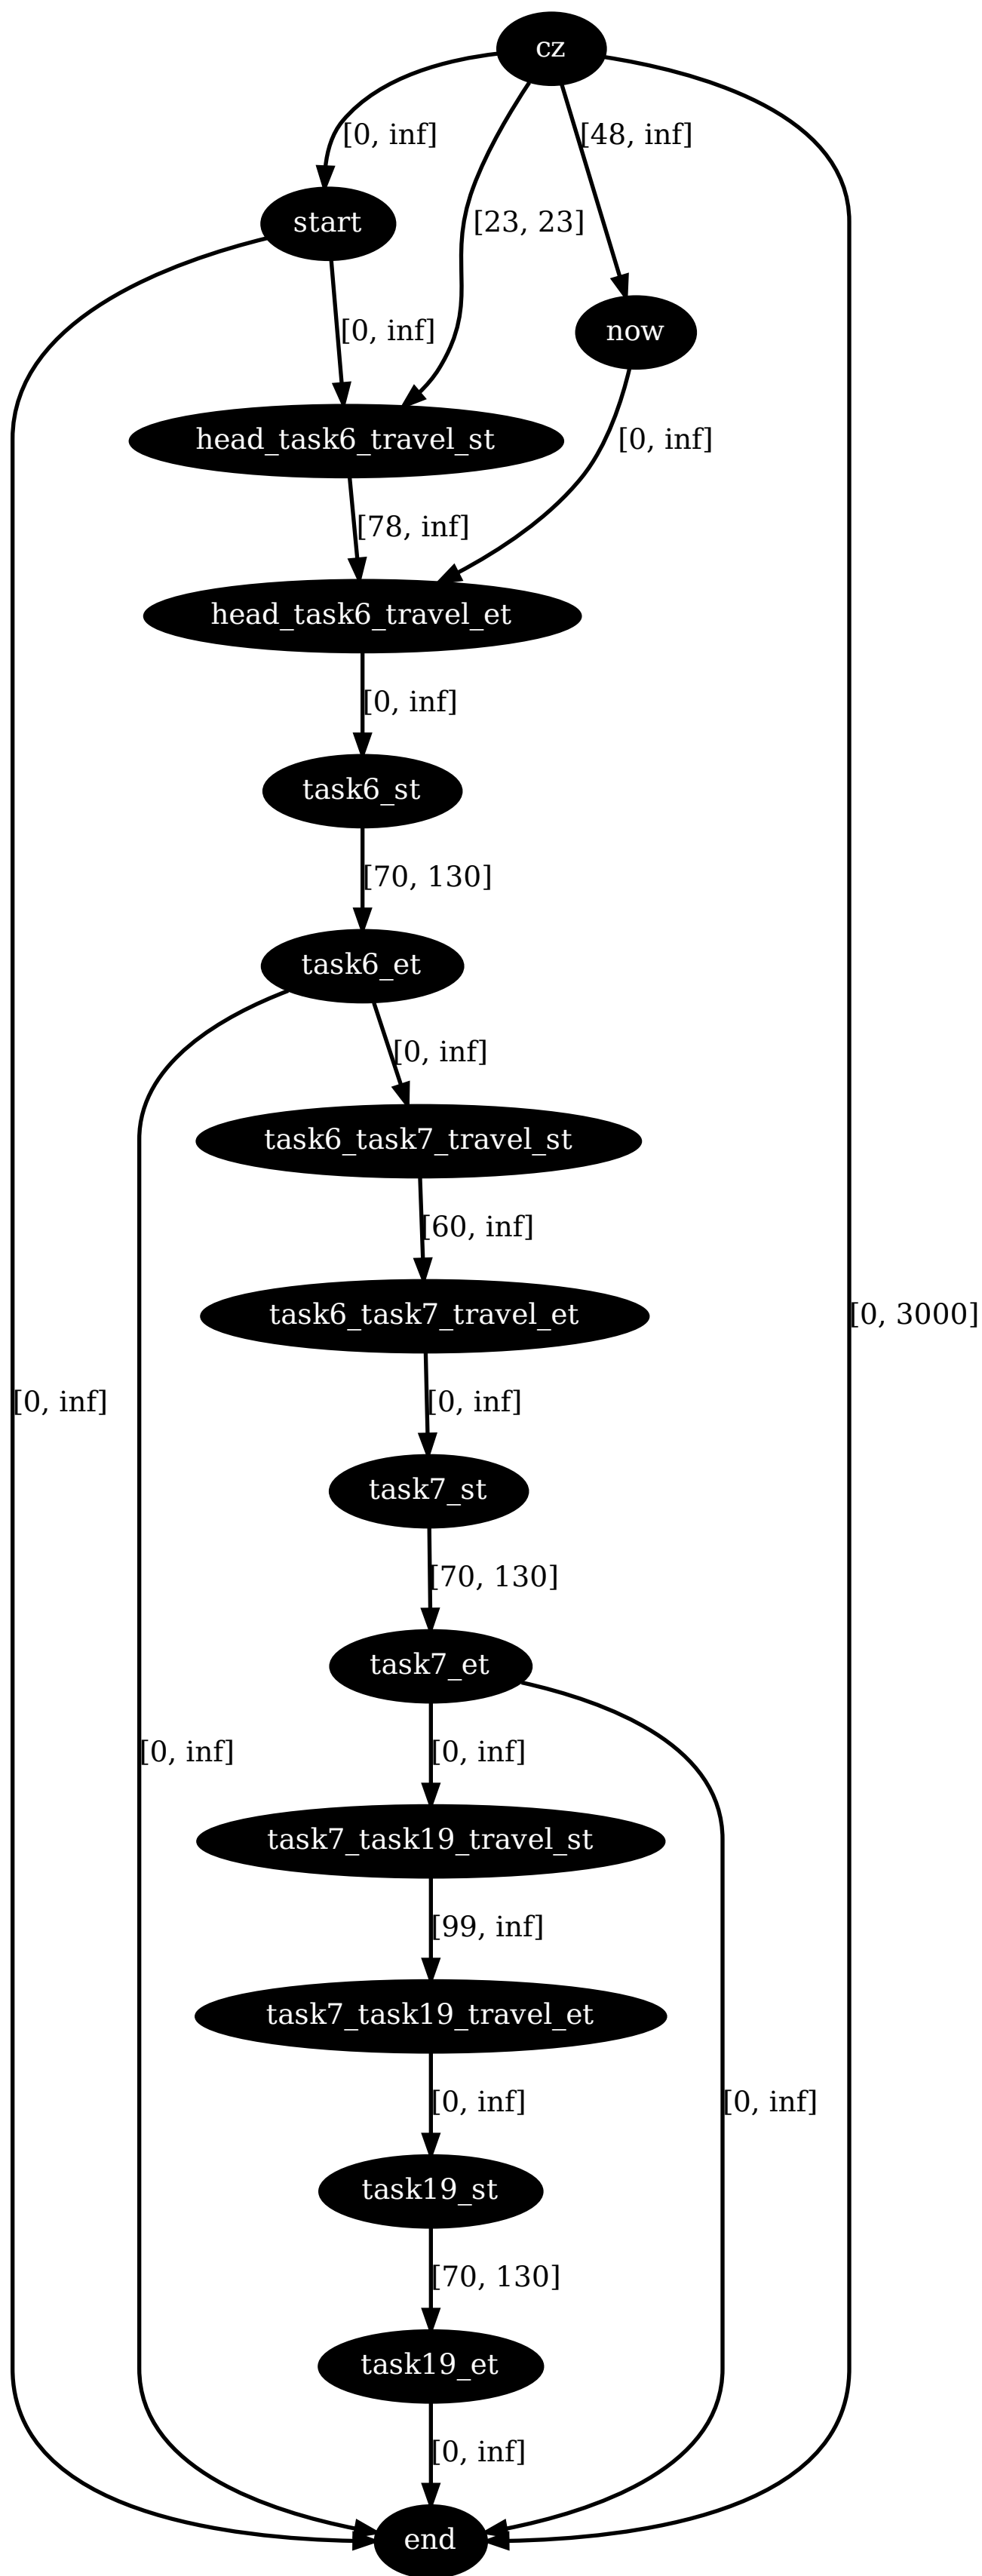 cz
[0, inf]
[48, inf]
start
[23, 23]
now
[0, inf]
head_task6_travel_st
[0, inf]
[78, inf]
head_task6_travel_et
[0, inf]
task6_st
[70, 130]
task6_et
[0, inf]
task6_task7_travel_st
[60, inf]
task6_task7_travel_et
[0, 3000]
[0, inf]
[0, inf]
task7_st
[70, 130]
task7_et
[0, inf]
[0, inf]
task7_task19_travel_st
[99, inf]
task7_task19_travel_et
[0, inf]
[0, inf]
task19_st
[70, 130]
task19_et
[0, inf]
end